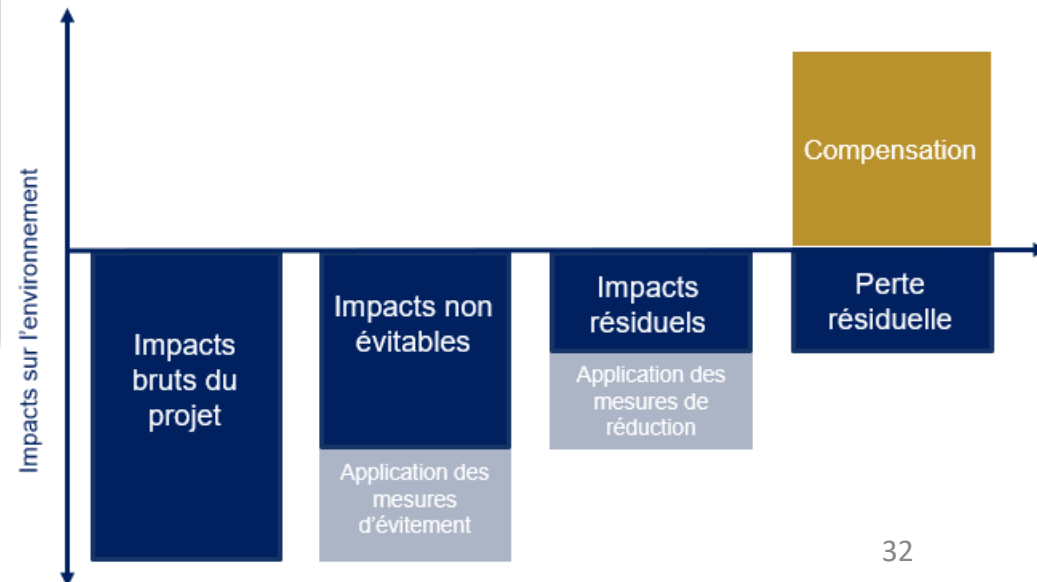 Impacts sur l'environnement
Impacts
bruts du
projet
Impacts non
évitables
Application des
mesures
d'évitement
Impacts
résiduels
Application des
mesures de
réduction
Compensation
Perte
résiduelle
32